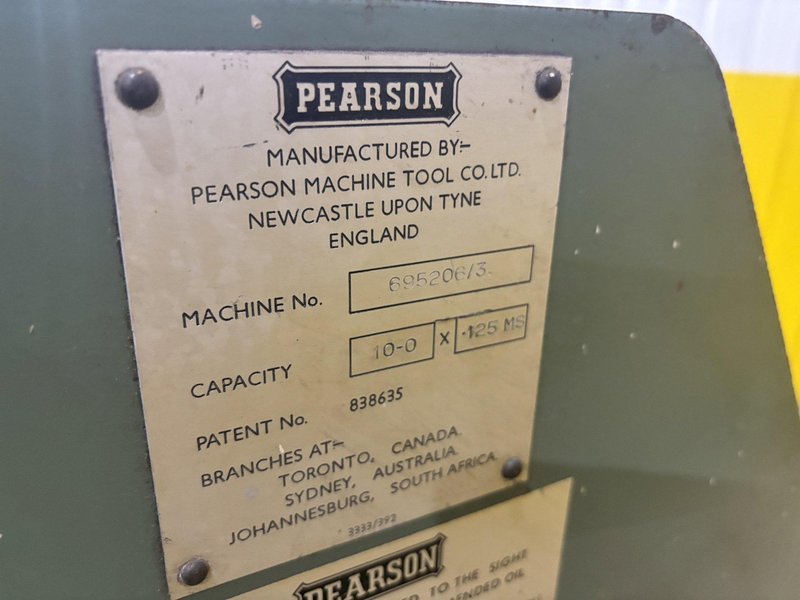 PEARSON
MANUFACTURED BY:-
PEARSON MACHINE TOOL CO. LTD.
NEWCASTLE UPON TYNE
ENGLAND
MACHINE No. 695206/3
CAPACITY 10-0 X .125 MS
PATENT No. 838635
BRANCHES AT:-
TORONTO, CANADA.
SYDNEY, AUSTRALIA.
JOHANNESBURG, SOUTH AFRICA.
3333/392
PEARSON
TO THE SIGHT
OIL